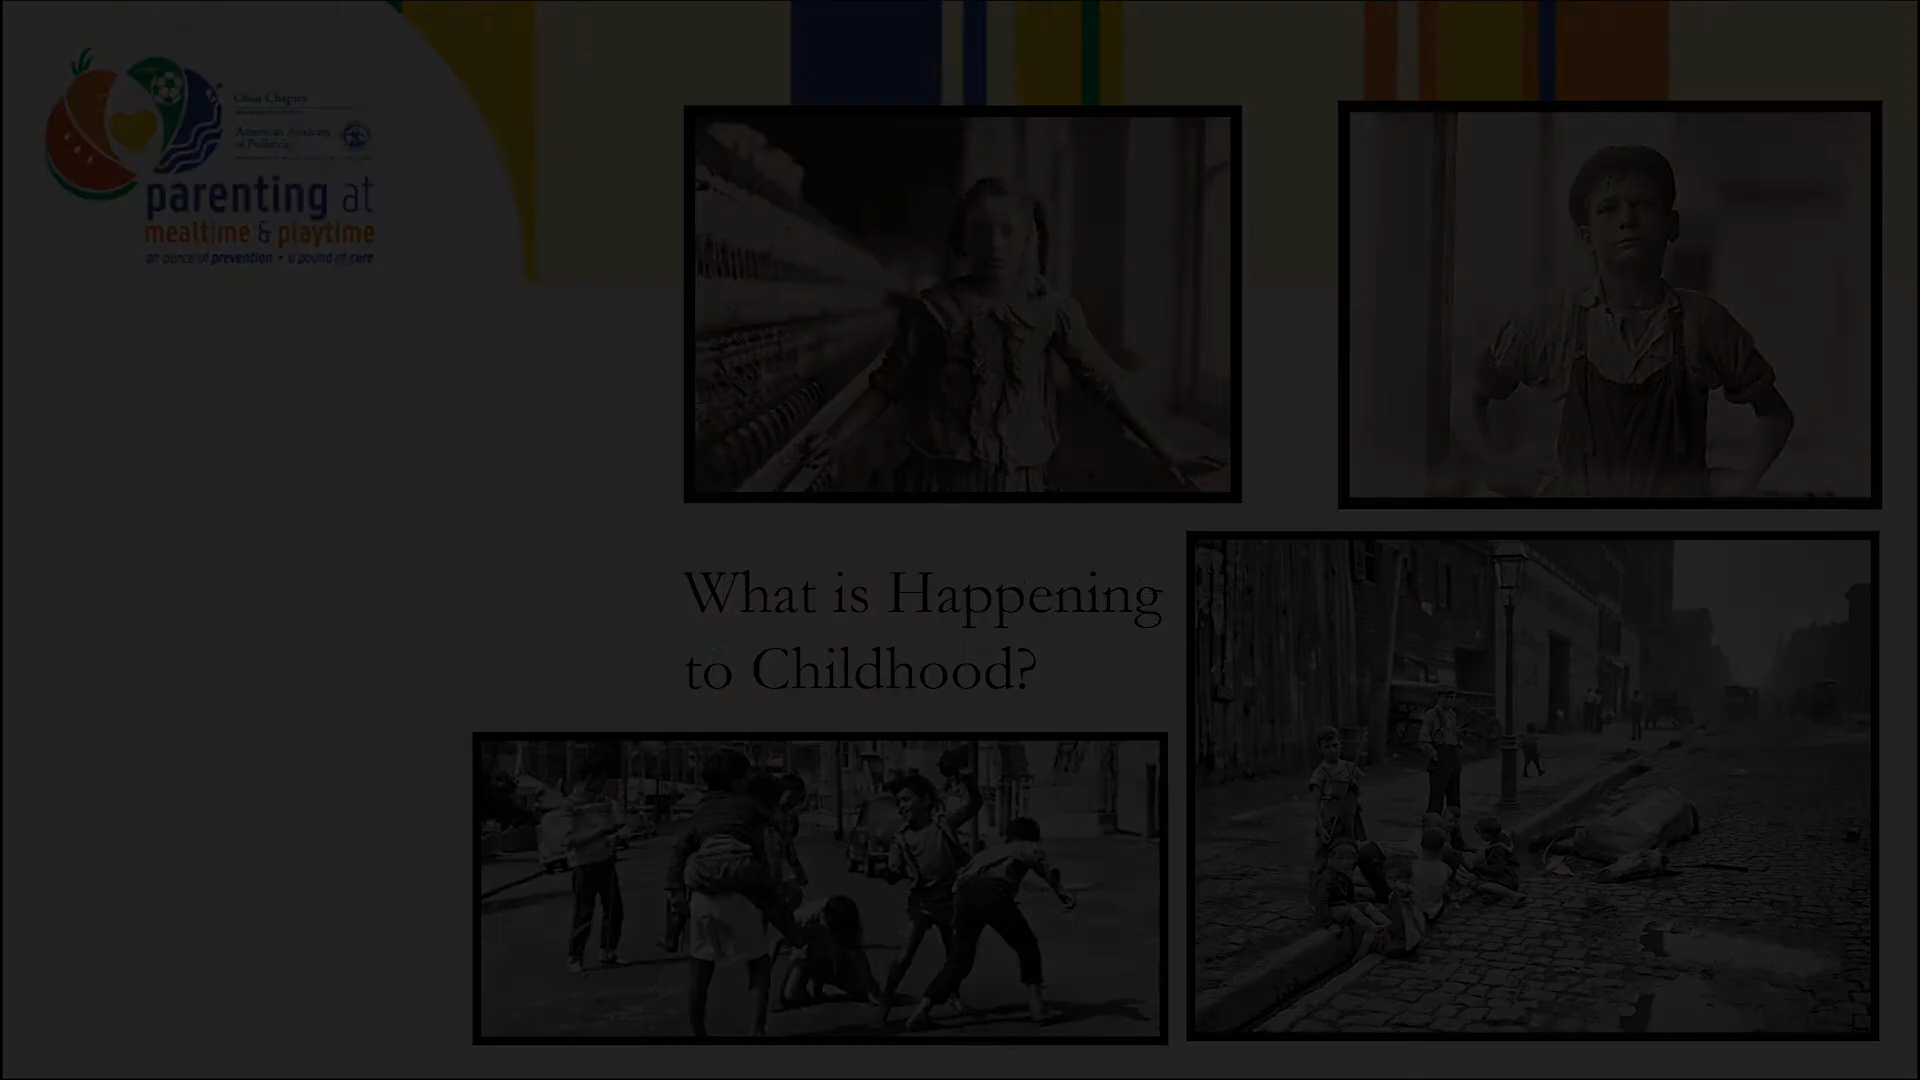 Ohio Chapter
American Academy
of Pediatrics
parenting at
mealtime & playtime
an ounce of prevention • a pound of care
What is Happening
to Childhood?